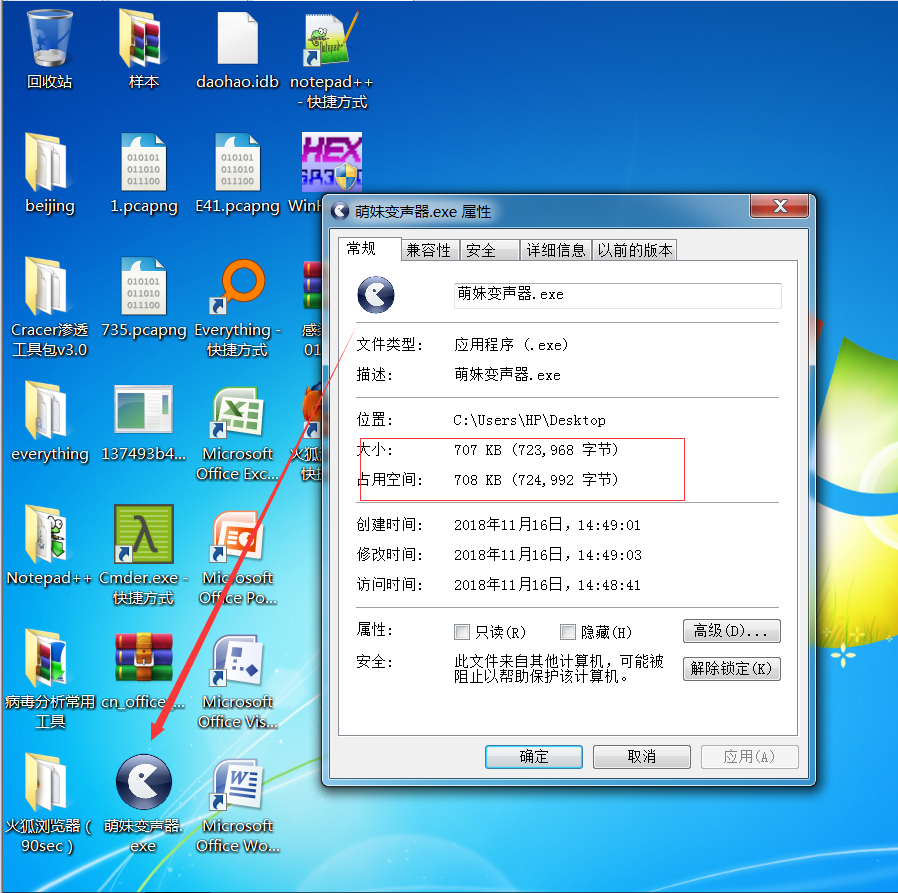 回收站
样本
daohao.idb
notepad++
- 快捷方式
beijing
1.pcapng
E41.pcapng
Cracer渗透
工具包v3.0
735.pcapng
Everything -
快捷方式
everything
137493b4...
Microsoft
Office Exc...
Notepad++
Cmder.exe -
快捷方式
Microsoft
Office Po...
病毒分析常用
工具
cn_office_...
Microsoft
Office Vis...
火狐浏览器（
90sec）
萌妹变声器.
exe
Microsoft
Office Wo...
010101
011010
011100
010101
011010
011100
010101
011010
011100
HEX
萌妹变声器.exe 属性
常规
兼容性
安全
详细信息
以前的版本
萌妹变声器.exe
文件类型: 应用程序 (.exe)
描述: 萌妹变声器.exe
位置: C:\Users\HP\Desktop
大小: 707 KB (723,968 字节)
占用空间: 708 KB (724,992 字节)
创建时间: 2018年11月16日，14:49:01
修改时间: 2018年11月16日，14:49:03
访问时间: 2018年11月16日，14:48:41
属性: 只读(R) 隐藏(H) 高级(D)...
安全: 此文件来自其他计算机，可能被
阻止以帮助保护该计算机。
解除锁定(K)
确定
取消
应用(A)